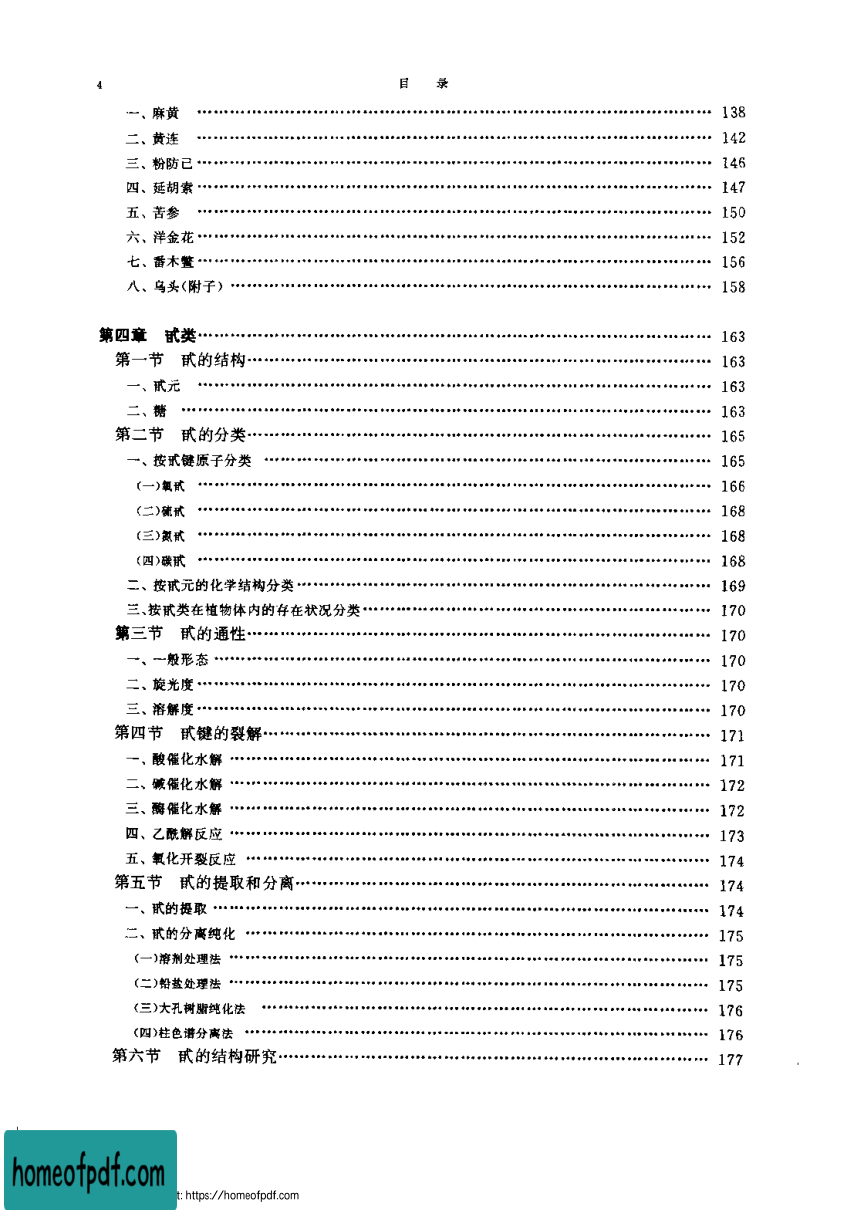 4 目 录
一、麻黄 138
二、黄连 142
三、粉防己 146
四、延胡索 147
五、苦参 150
六、洋金花 152
七、番木鳖 156
八、乌头(附子) 158
第四章 甙类 163
第一节 甙的结构 163
一、甙元 163
二、糖 163
第二节 甙的分类 165
一、按甙键原子分类 165
(一)氧甙 166
(二)硫甙 168
(三)氮甙 168
(四)碳甙 168
二、按甙元的化学结构分类 169
三、按甙类在植物体内的存在状况分类 170
第三节 甙的通性 170
一、一般形态 170
二、旋光度 170
三、溶解度 170
第四节 甙键的裂解 171
一、酸催化水解 171
二、碱催化水解 172
三、酶催化水解 172
四、乙酰解反应 173
五、氧化开裂反应 174
第五节 甙的提取和分离 174
一、甙的提取 174
二、甙的分离纯化 175
(一)溶剂处理法 175
(二)铅盐处理法 175
(三)大孔树脂纯化法 176
(四)柱色谱分离法 176
第六节 甙的结构研究 177
homeofpdf.com
t: https://homeofpdf.com